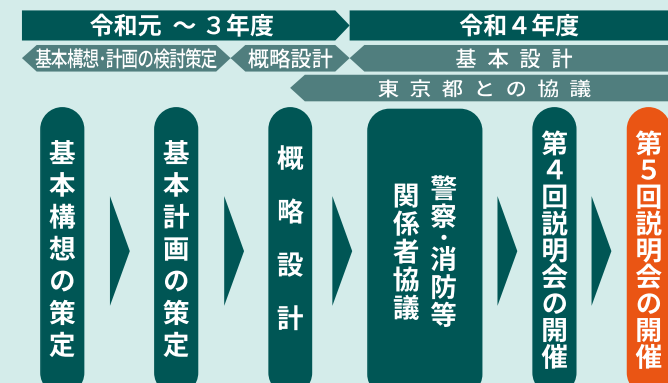 令和元 ～ 3年度
令和4年度
基本構想・計画の検討策定
概略設計
基本設計
東京都との協議
基本構想の策定
基本計画の策定
概略設計
警察・消防等
関係者協議
第4回説明会の開催
第5回説明会の開催